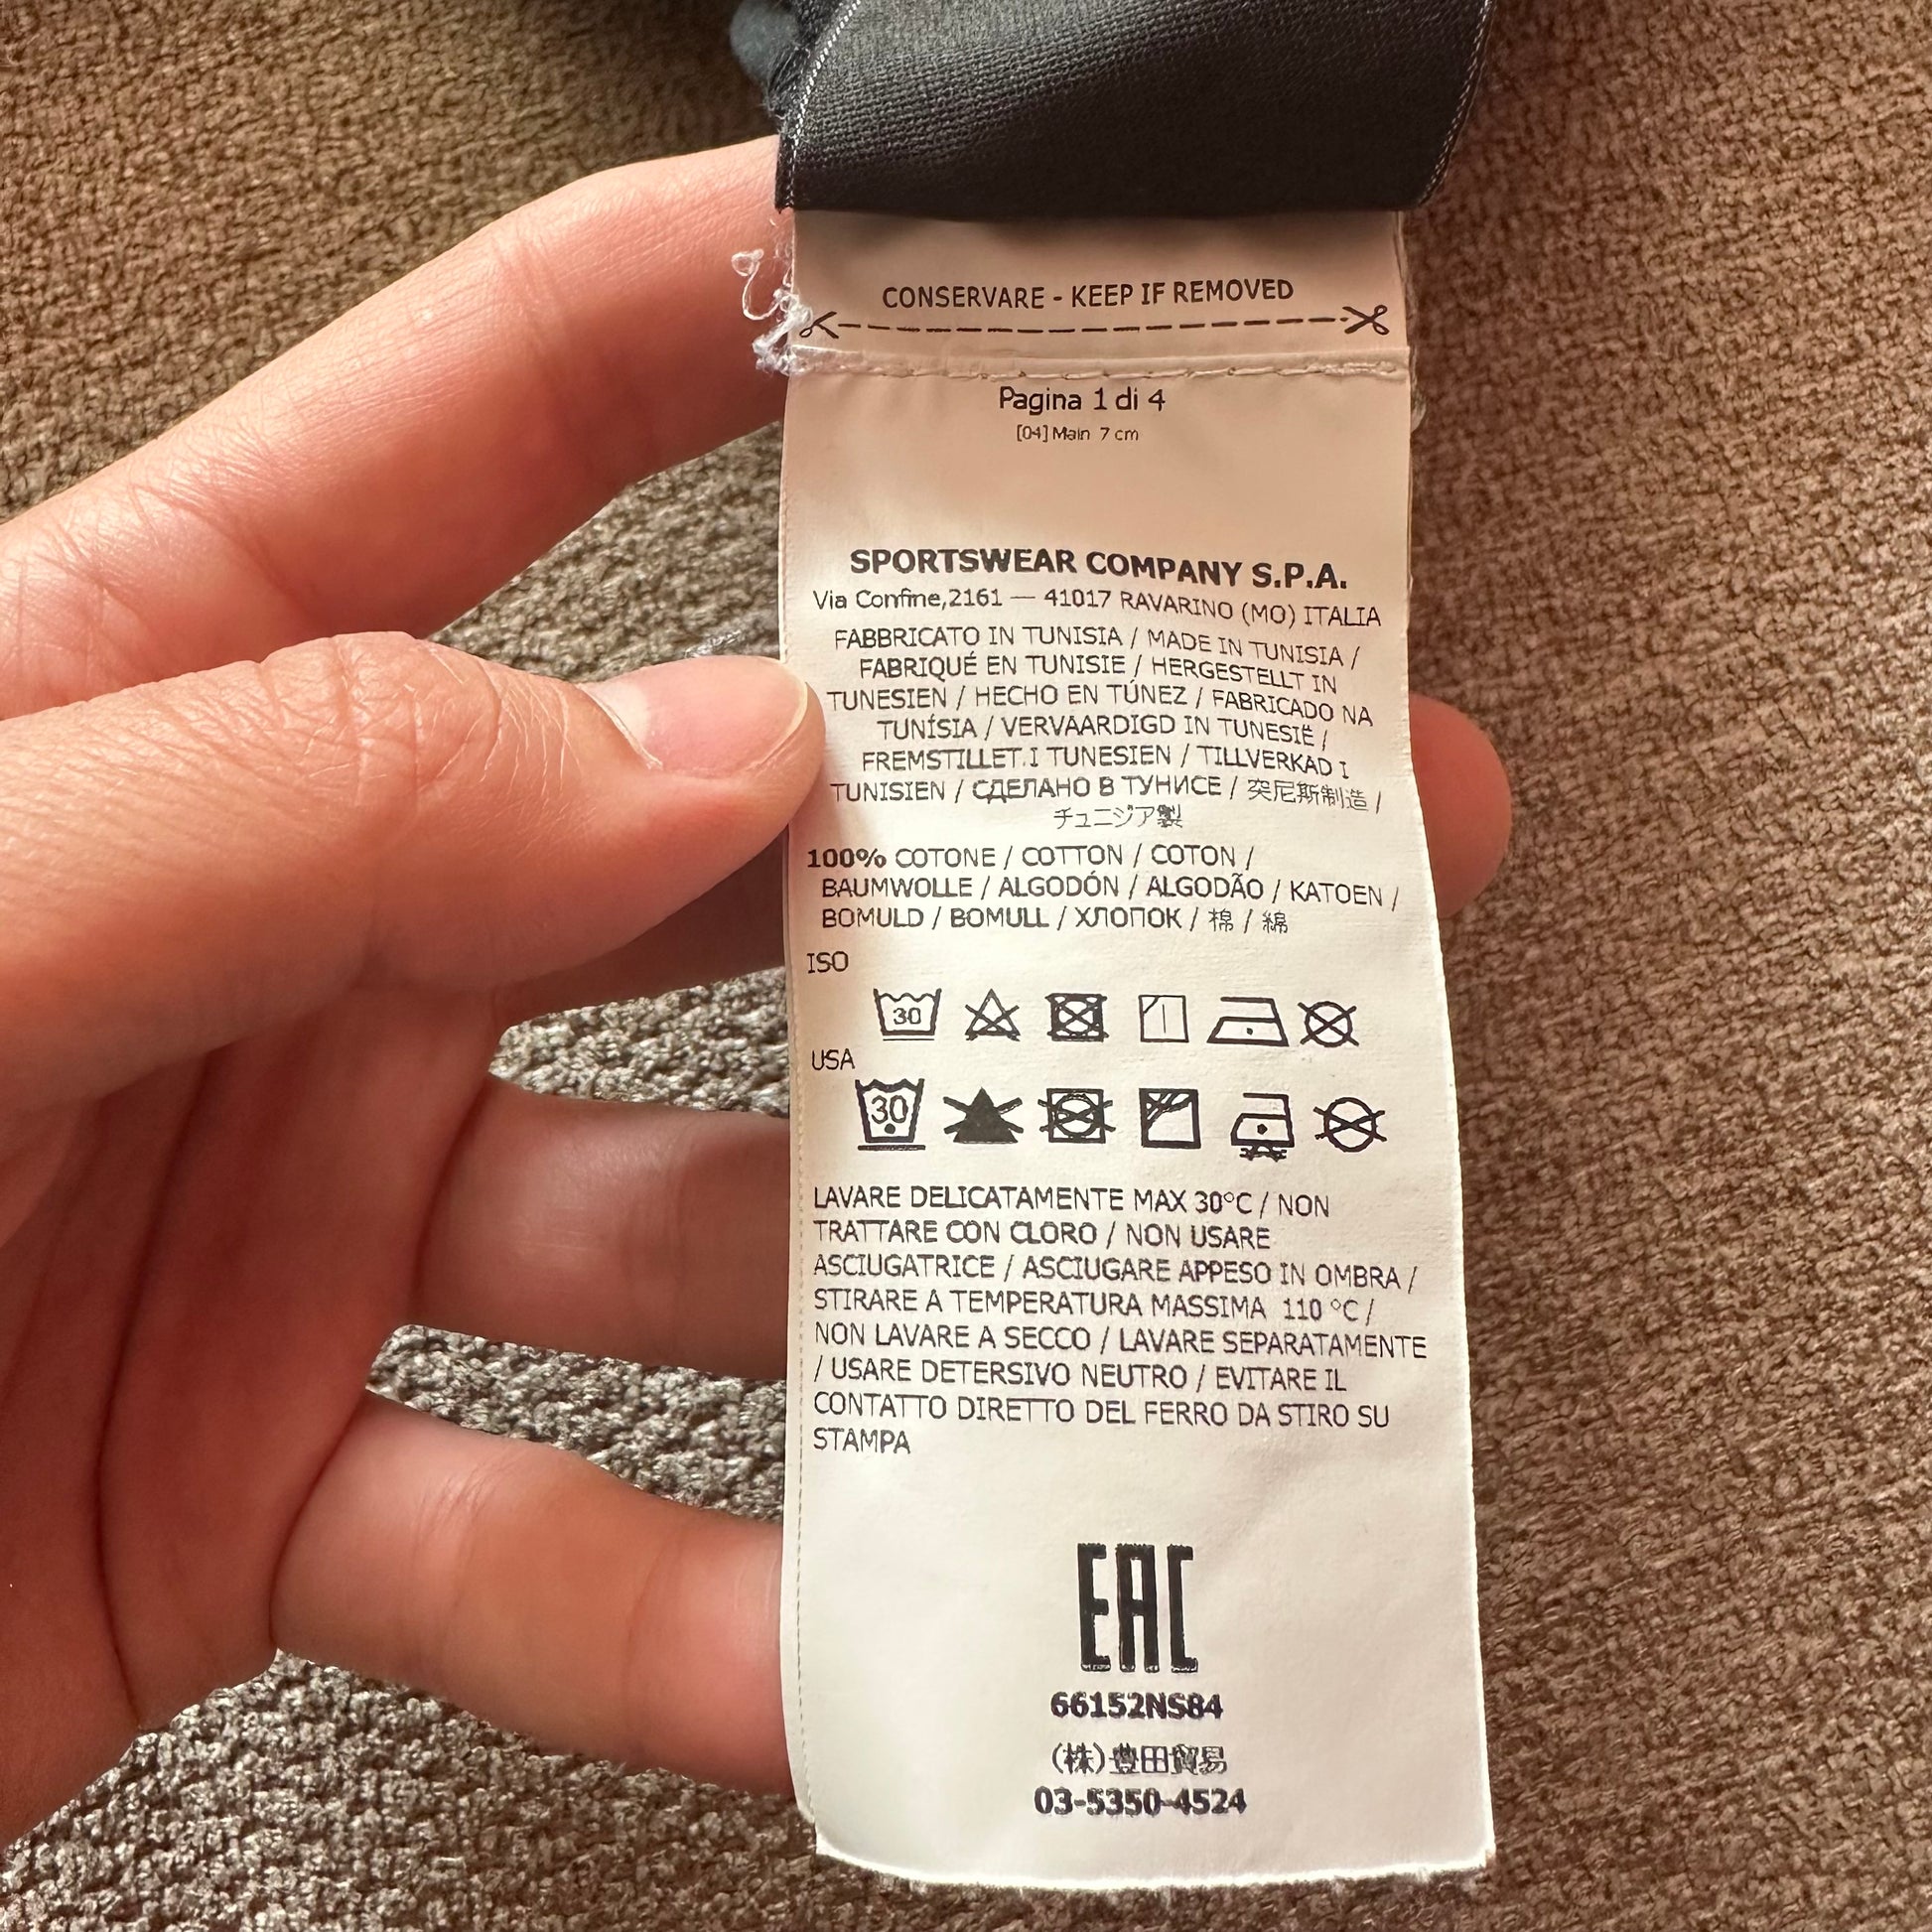 CONSERVARE - KEEP IF REMOVED
Pagina 1 di 4
[04] Main 7 cm
SPORTSWEAR COMPANY S.P.A.
Via Confine,2161 — 41017 RAVARINO (MO) ITALIA
FABBRICATO IN TUNISIA / MADE IN TUNISIA /
FABRIQUÉ EN TUNISIE / HERGESTELLT IN
TUNESIEN / HECHO EN TÚNEZ / FABRICADO NA
TUNÍSIA / VERVAARDIGD IN TUNESIË /
FREMSTILLET I TUNESIEN / TILLVERKAD I
TUNISIEN / СДЕЛАНО В ТУНИСЕ / 突尼斯制造 /
チュニジア製
100% COTONE / COTTON / COTON /
BAUMWOLLE / ALGODÓN / ALGODÃO / KATOEN /
BOMULD / BOMULL / ХЛОПОК / 棉 / 綿
ISO
30
USA
30
LAVARE DELICATAMENTE MAX 30°C / NON
TRATTARE CON CLORO / NON USARE
ASCIUGATRICE / ASCIUGARE APPESO IN OMBRA /
STIRARE A TEMPERATURA MASSIMA 110 °C /
NON LAVARE A SECCO / LAVARE SEPARATAMENTE
/ USARE DETERSIVO NEUTRO / EVITARE IL
CONTATTO DIRETTO DEL FERRO DA STIRO SU
STAMPA
EAC
66152NS84
(株)豊田貿易
03-5350-4524